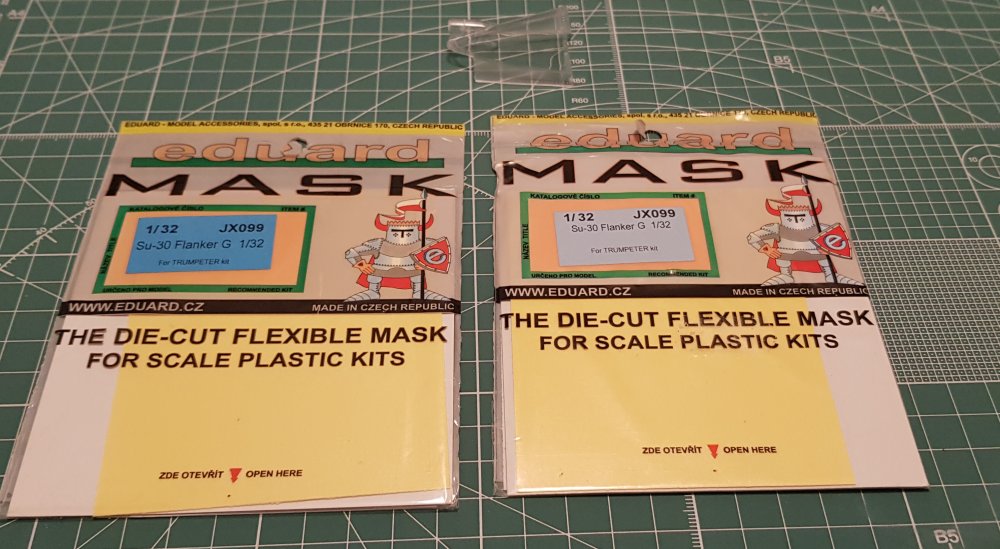 EDUARD - MODEL ACCESSORIES, spol. s r.o., 435 21 OBRNICE 170, CZECH REPUBLIC
eduard
MASK
KATALOGOVÉ ČÍSLO ITEM #
1/32 JX099
Su-30 Flanker G 1/32
For TRUMPETER kit
NÁZEV TITLE
URČENO PRO MODEL RECOMMENDED KIT
e
WWW.EDUARD.CZ MADE IN CZECH REPUBLIC
THE DIE-CUT FLEXIBLE MASK
FOR SCALE PLASTIC KITS
ZDE OTEVŘÍT OPEN HERE
EDUARD - MODEL ACCESSORIES, spol. s r.o., 435 21 OBRNICE 170, CZECH REPUBLIC
eduard
MASK
KATALOGOVÉ ČÍSLO ITEM #
1/32 JX099
Su-30 Flanker G 1/32
For TRUMPETER kit
NÁZEV TITLE
URČENO PRO MODEL RECOMMENDED KIT
e
WWW.EDUARD.CZ MADE IN CZECH REPUBLIC
THE DIE-CUT FLEXIBLE MASK
FOR SCALE PLASTIC KITS
ZDE OTEVŘÍT OPEN HERE
A4
B5
R60
B5